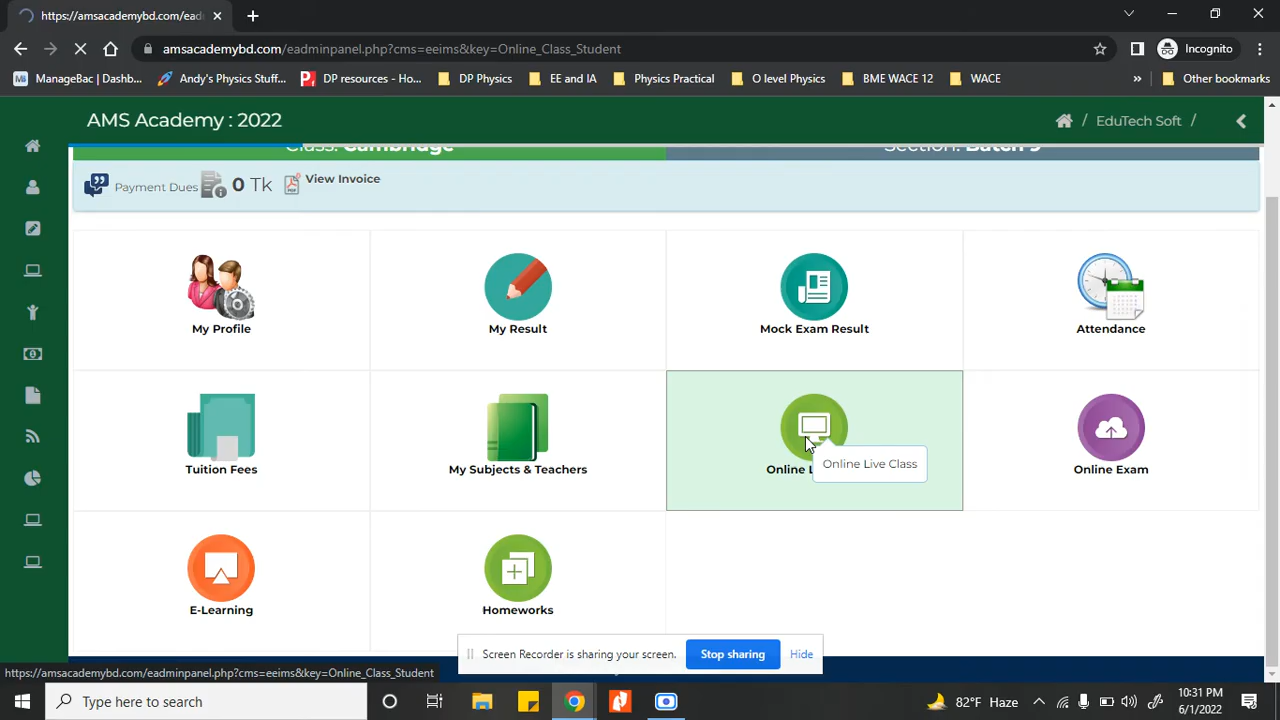 https://amsacademybd.com/ead
amsacademybd.com/eadminpanel.php?cms=eeims&key=Online_Class_Student
Incognito
ManageBac | Dashb...
Andy's Physics Stuff...
DP resources - Ho...
DP Physics
EE and IA
Physics Practical
O level Physics
BME WACE 12
WACE
»
Other bookmarks
AMS Academy : 2022
/ EduTech Soft /
Class: Cambridge
Section: Batch 9
Payment Dues
0 Tk
View Invoice
My Profile
My Result
Mock Exam Result
Attendance
Tuition Fees
My Subjects & Teachers
Online L
Online Live Class
Online Exam
E-Learning
Homeworks
Screen Recorder is sharing your screen.
Stop sharing
Hide
https://amsacademybd.com/eadminpanel.php?cms=eeims&key=Online_Class_Student
Type here to search
82°F Haze
10:31 PM
6/1/2022